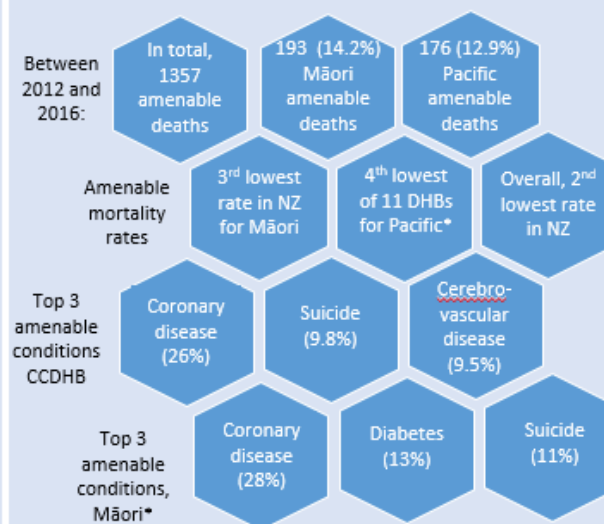 Between
2012 and
2016:
In total,
1357
amenable
deaths
193 (14.2%)
Māori
amenable
deaths
176 (12.9%)
Pacific
amenable
deaths
Amenable
mortality
rates
3rd lowest
rate in NZ
for Māori
4th lowest
of 11 DHBs
for Pacific*
Overall, 2nd
lowest rate
in NZ
Top 3
amenable
conditions
CCDHB
Coronary
disease
(26%)
Suicide
(9.8%)
Cerebro-
vascular
disease
(9.5%)
Top 3
amenable
conditions,
Māori*
Coronary
disease
(28%)
Diabetes
(13%)
Suicide
(11%)